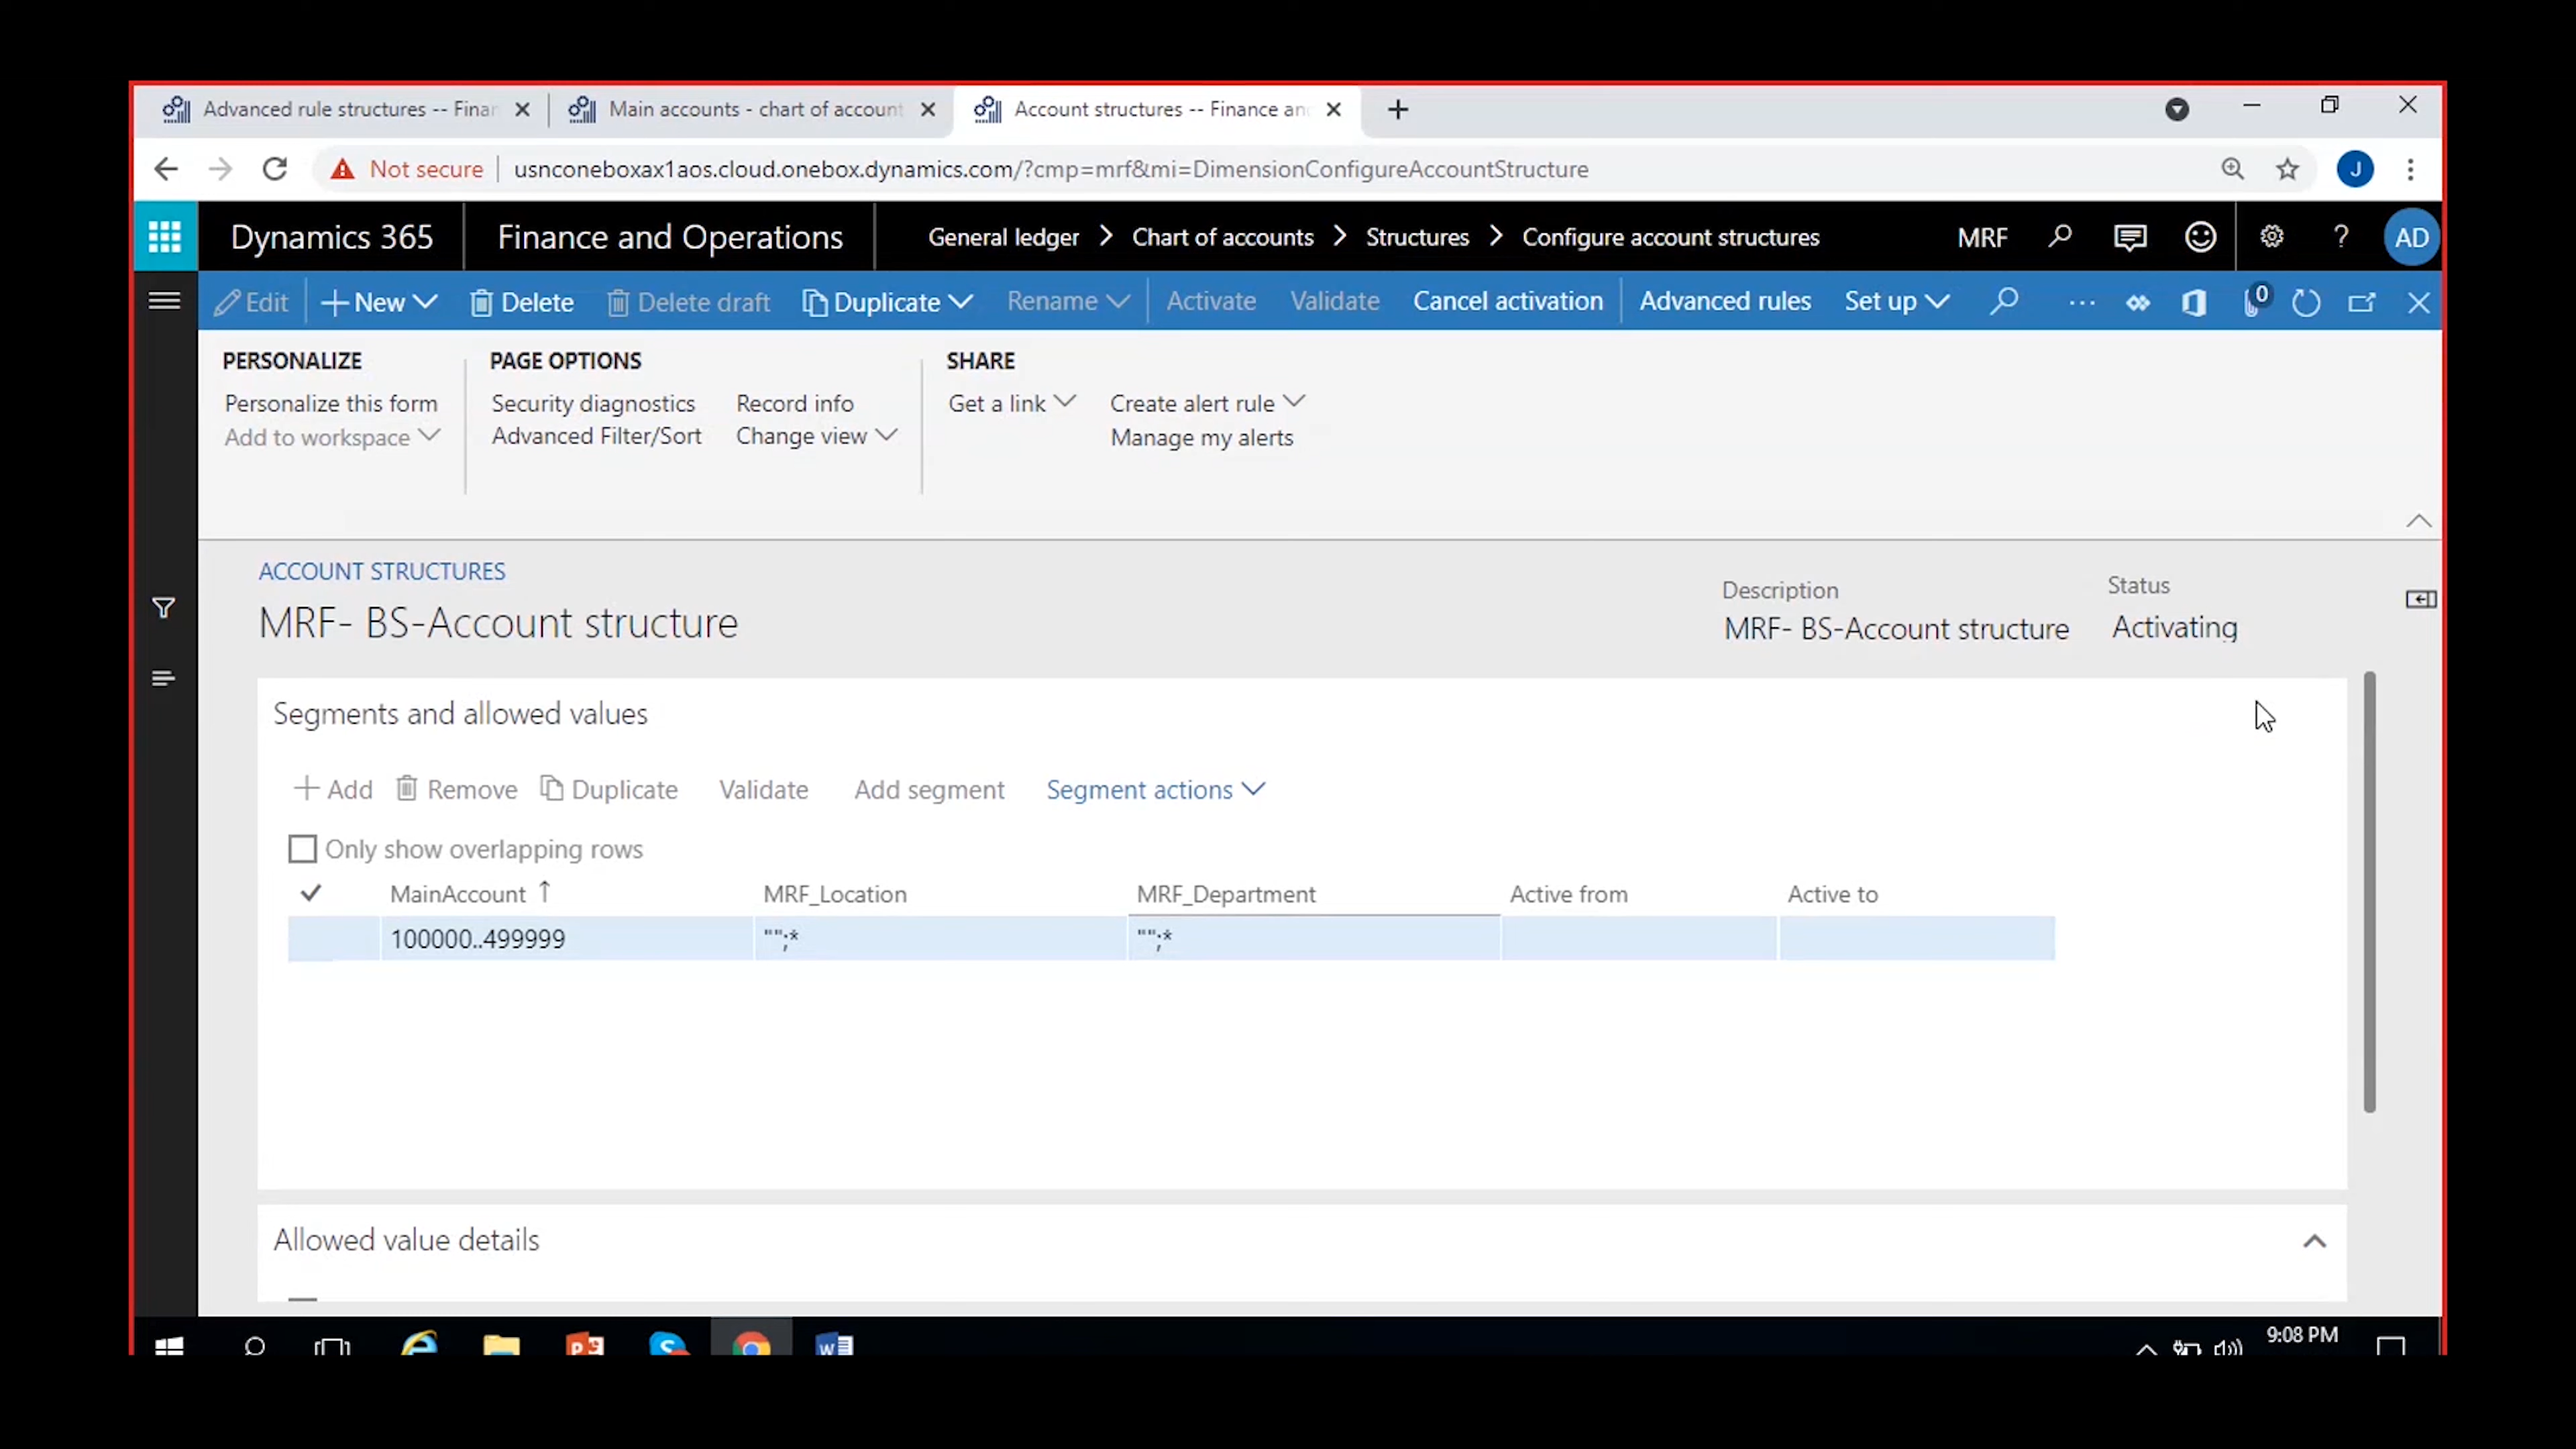 Advanced rule structures -- Finan
Main accounts - chart of account
Account structures -- Finance and
Not secure
usnconeboxax1aos.cloud.onebox.dynamics.com/?cmp=mrf&mi=DimensionConfigureAccountStructure
J
Dynamics 365
Finance and Operations
General ledger > Chart of accounts > Structures > Configure account structures
MRF
?
AD
Edit
+ New
Delete
Delete draft
Duplicate
Rename
Activate
Validate
Cancel activation
Advanced rules
Set up
...
0
PERSONALIZE
PAGE OPTIONS
SHARE
Personalize this form
Security diagnostics
Record info
Get a link
Create alert rule
Add to workspace
Advanced Filter/Sort
Change view
Manage my alerts
ACCOUNT STRUCTURES
MRF- BS-Account structure
Description
MRF- BS-Account structure
Status
Activating
Segments and allowed values
+ Add
Remove
Duplicate
Validate
Add segment
Segment actions
Only show overlapping rows
MainAccount ↑
MRF_Location
MRF_Department
Active from
Active to
100000..499999
"";*
"";*
Allowed value details
9:08 PM